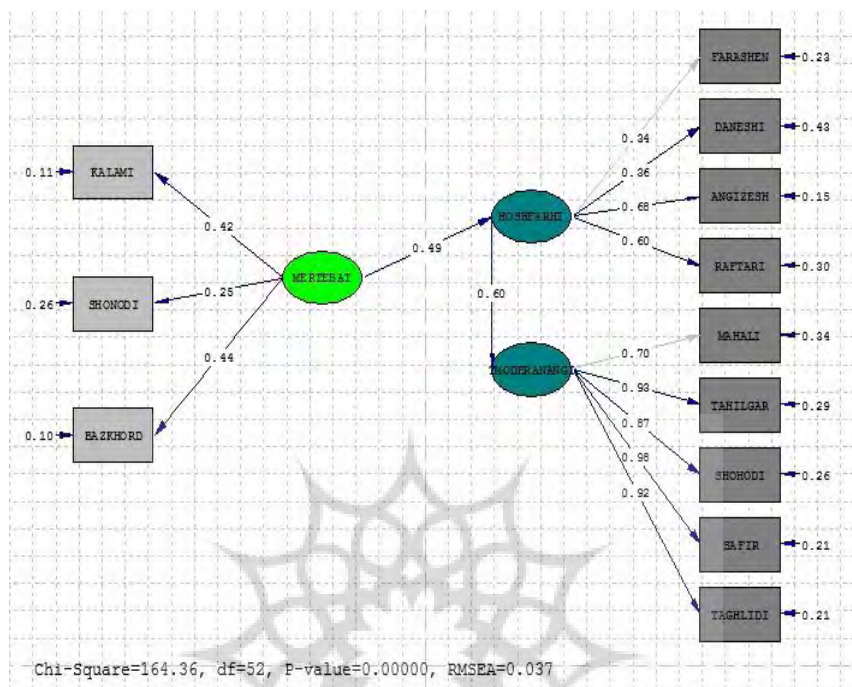 FARASHEN
0.23
0.34
DANESHI
0.43
0.36
KALAMI
0.11
ANGIZESH
0.15
0.68
HOSHFARHI
0.42
0.49
0.60
RAFTARI
0.30
MERTEBAT
0.25
SHONODI
0.26
0.60
MAHALI
0.34
0.70
0.44
TAHILGAR
0.29
0.93
0.87
BAZKHORD
0.10
SHOHODI
0.26
0.98
0.92
SAFIR
0.21
TAGHLIDI
0.21
Chi-Square=164.36, df=52, P-value=0.00000, RMSEA=0.037